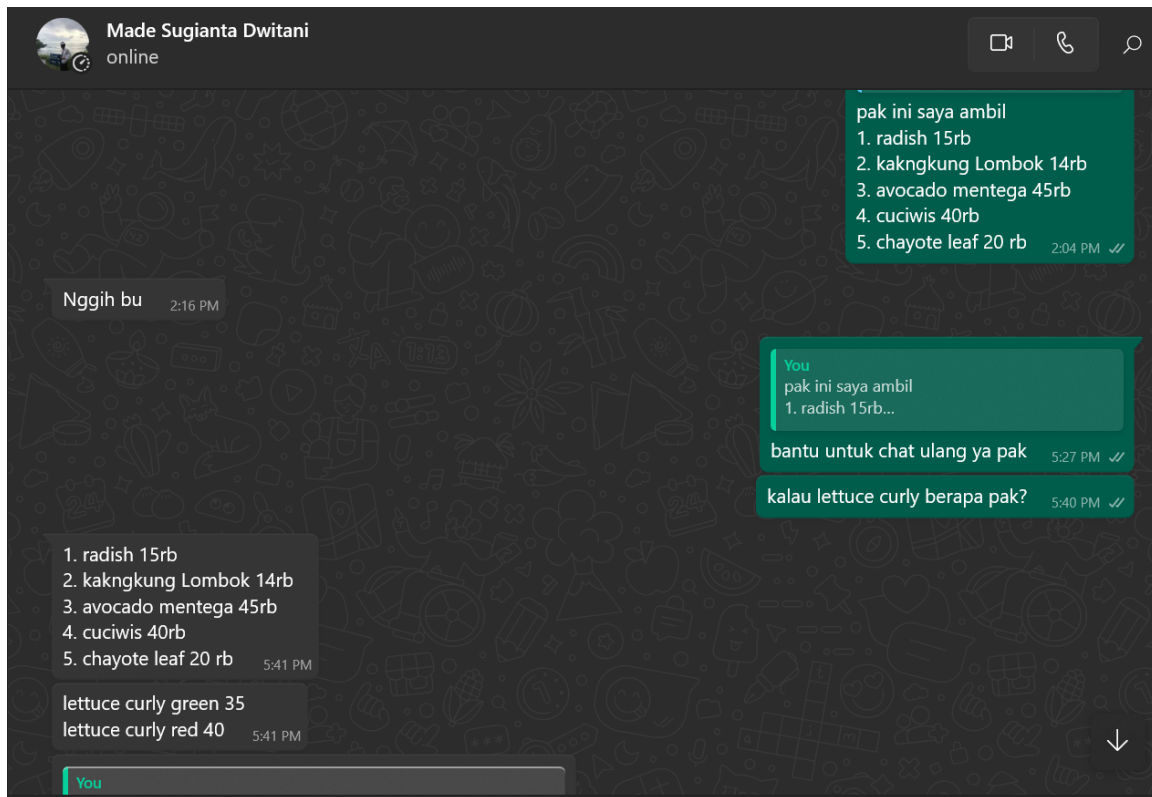 Made Sugianta Dwitani
online
pak ini saya ambil
1. radish 15rb
2. kakngkung Lombok 14rb
3. avocado mentega 45rb
4. cuciwis 40rb
5. chayote leaf 20 rb 2:04 PM
Nggih bu 2:16 PM
You
pak ini saya ambil
1. radish 15rb...
bantu untuk chat ulang ya pak 5:27 PM
kalau lettuce curly berapa pak? 5:40 PM
1. radish 15rb
2. kakngkung Lombok 14rb
3. avocado mentega 45rb
4. cuciwis 40rb
5. chayote leaf 20 rb 5:41 PM
lettuce curly green 35
lettuce curly red 40 5:41 PM
You